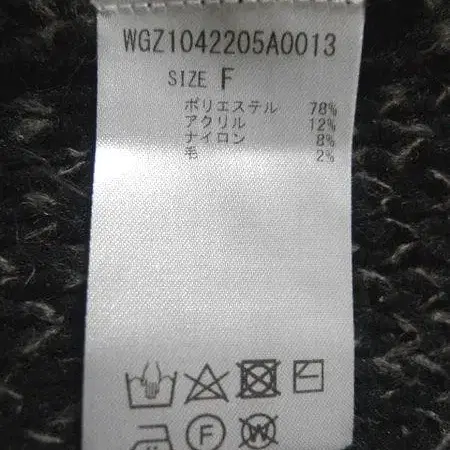 WGZ1042205A0013
SIZE F
ポリエステル 78%
アクリル 12%
ナイロン 8%
毛 2%
F
W